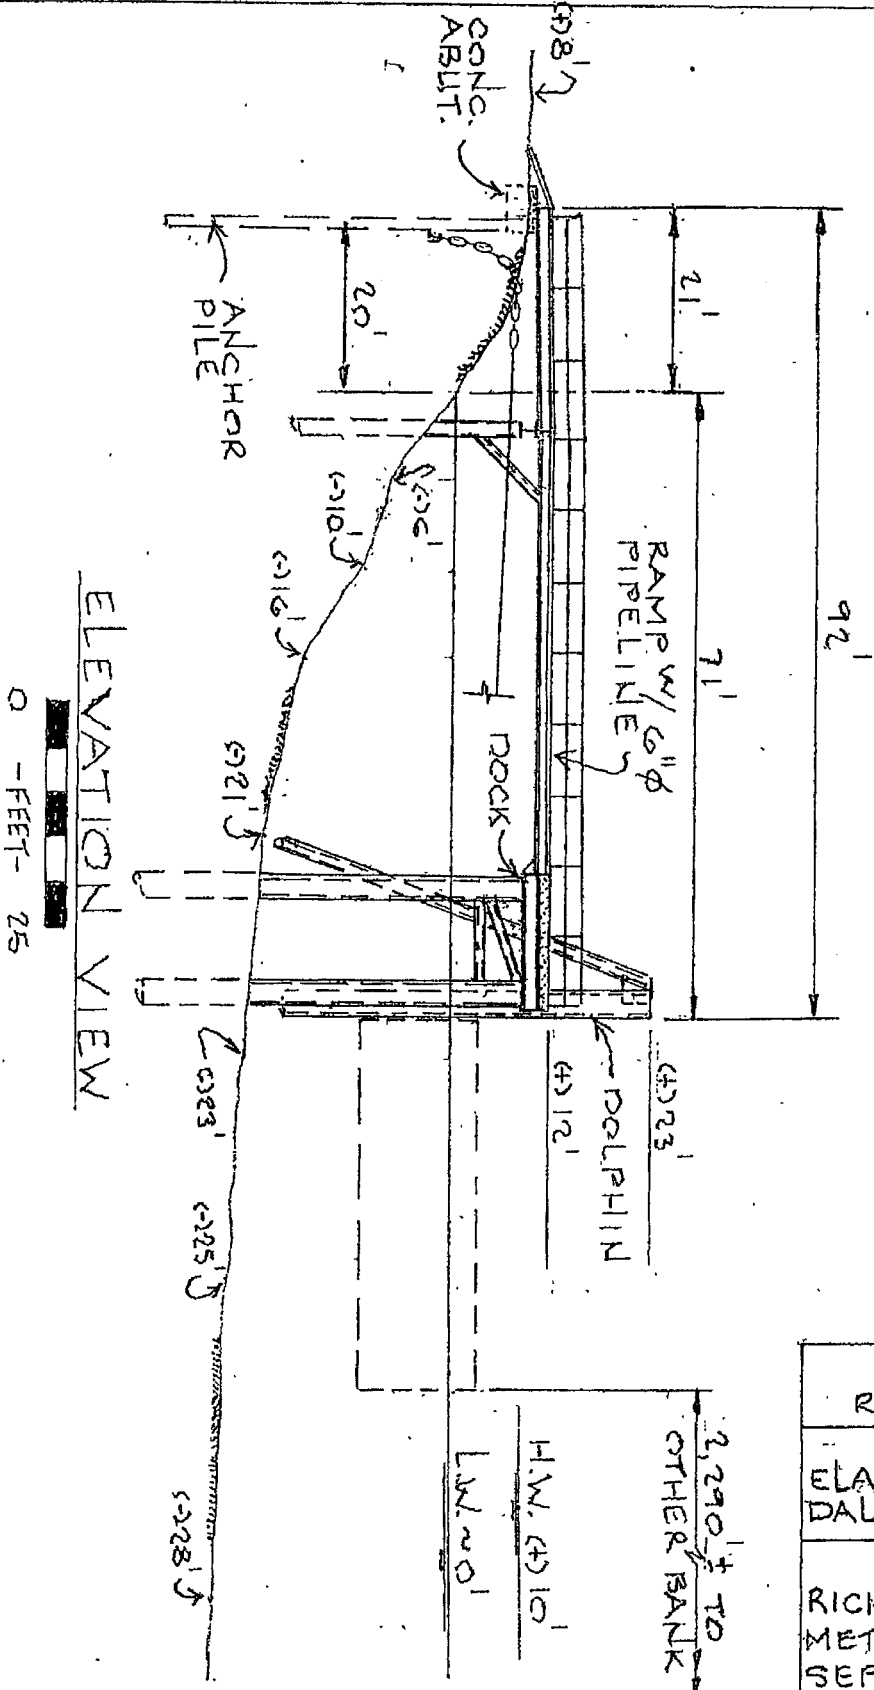 (+)8'
CONC.
ABUT.
21'
92'
20'
ANCHOR
PILE
71'
RAMP W/ 6"φ
PIPELINE
(-)6'
(-)10'
(-)16'
(-)21'
DOCK
DOLPHIN
(+)23'
(+)12'
(-)23'
(-)25'
(-)28'
H.W. (+)10'
L.W. ~0'
2,290'± TO
OTHER BANK
ELEVATION VIEW
0 -FEET- 25
R
ELA
DAL
RICH
MET
SEP